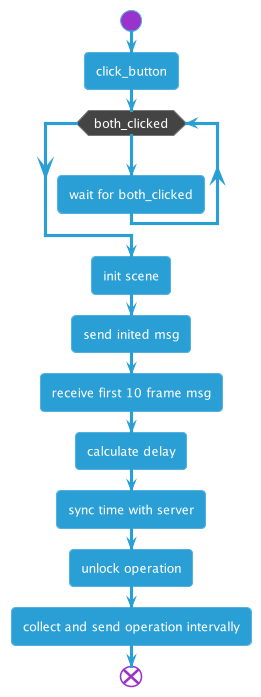 click_button
both_clicked
wait for both_clicked
init scene
send inited msg
receive first 10 frame msg
calculate delay
sync time with server
unlock operation
collect and send operation intervally